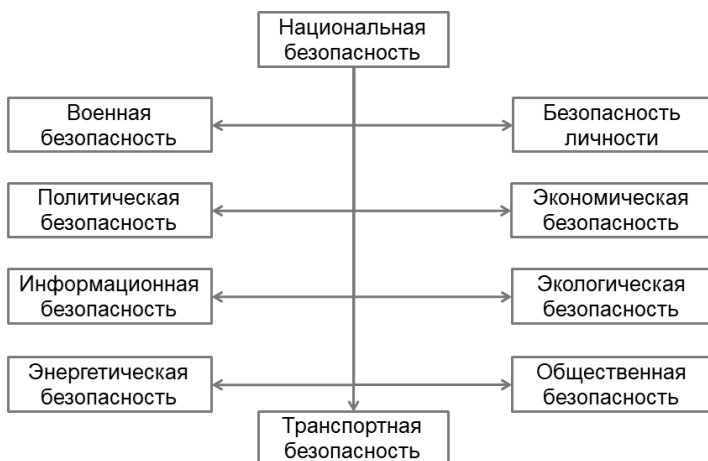 Национальная
безопасность
Военная
безопасность
Безопасность
личности
Политическая
безопасность
Экономическая
безопасность
Информационная
безопасность
Экологическая
безопасность
Энергетическая
безопасность
Общественная
безопасность
Транспортная
безопасность